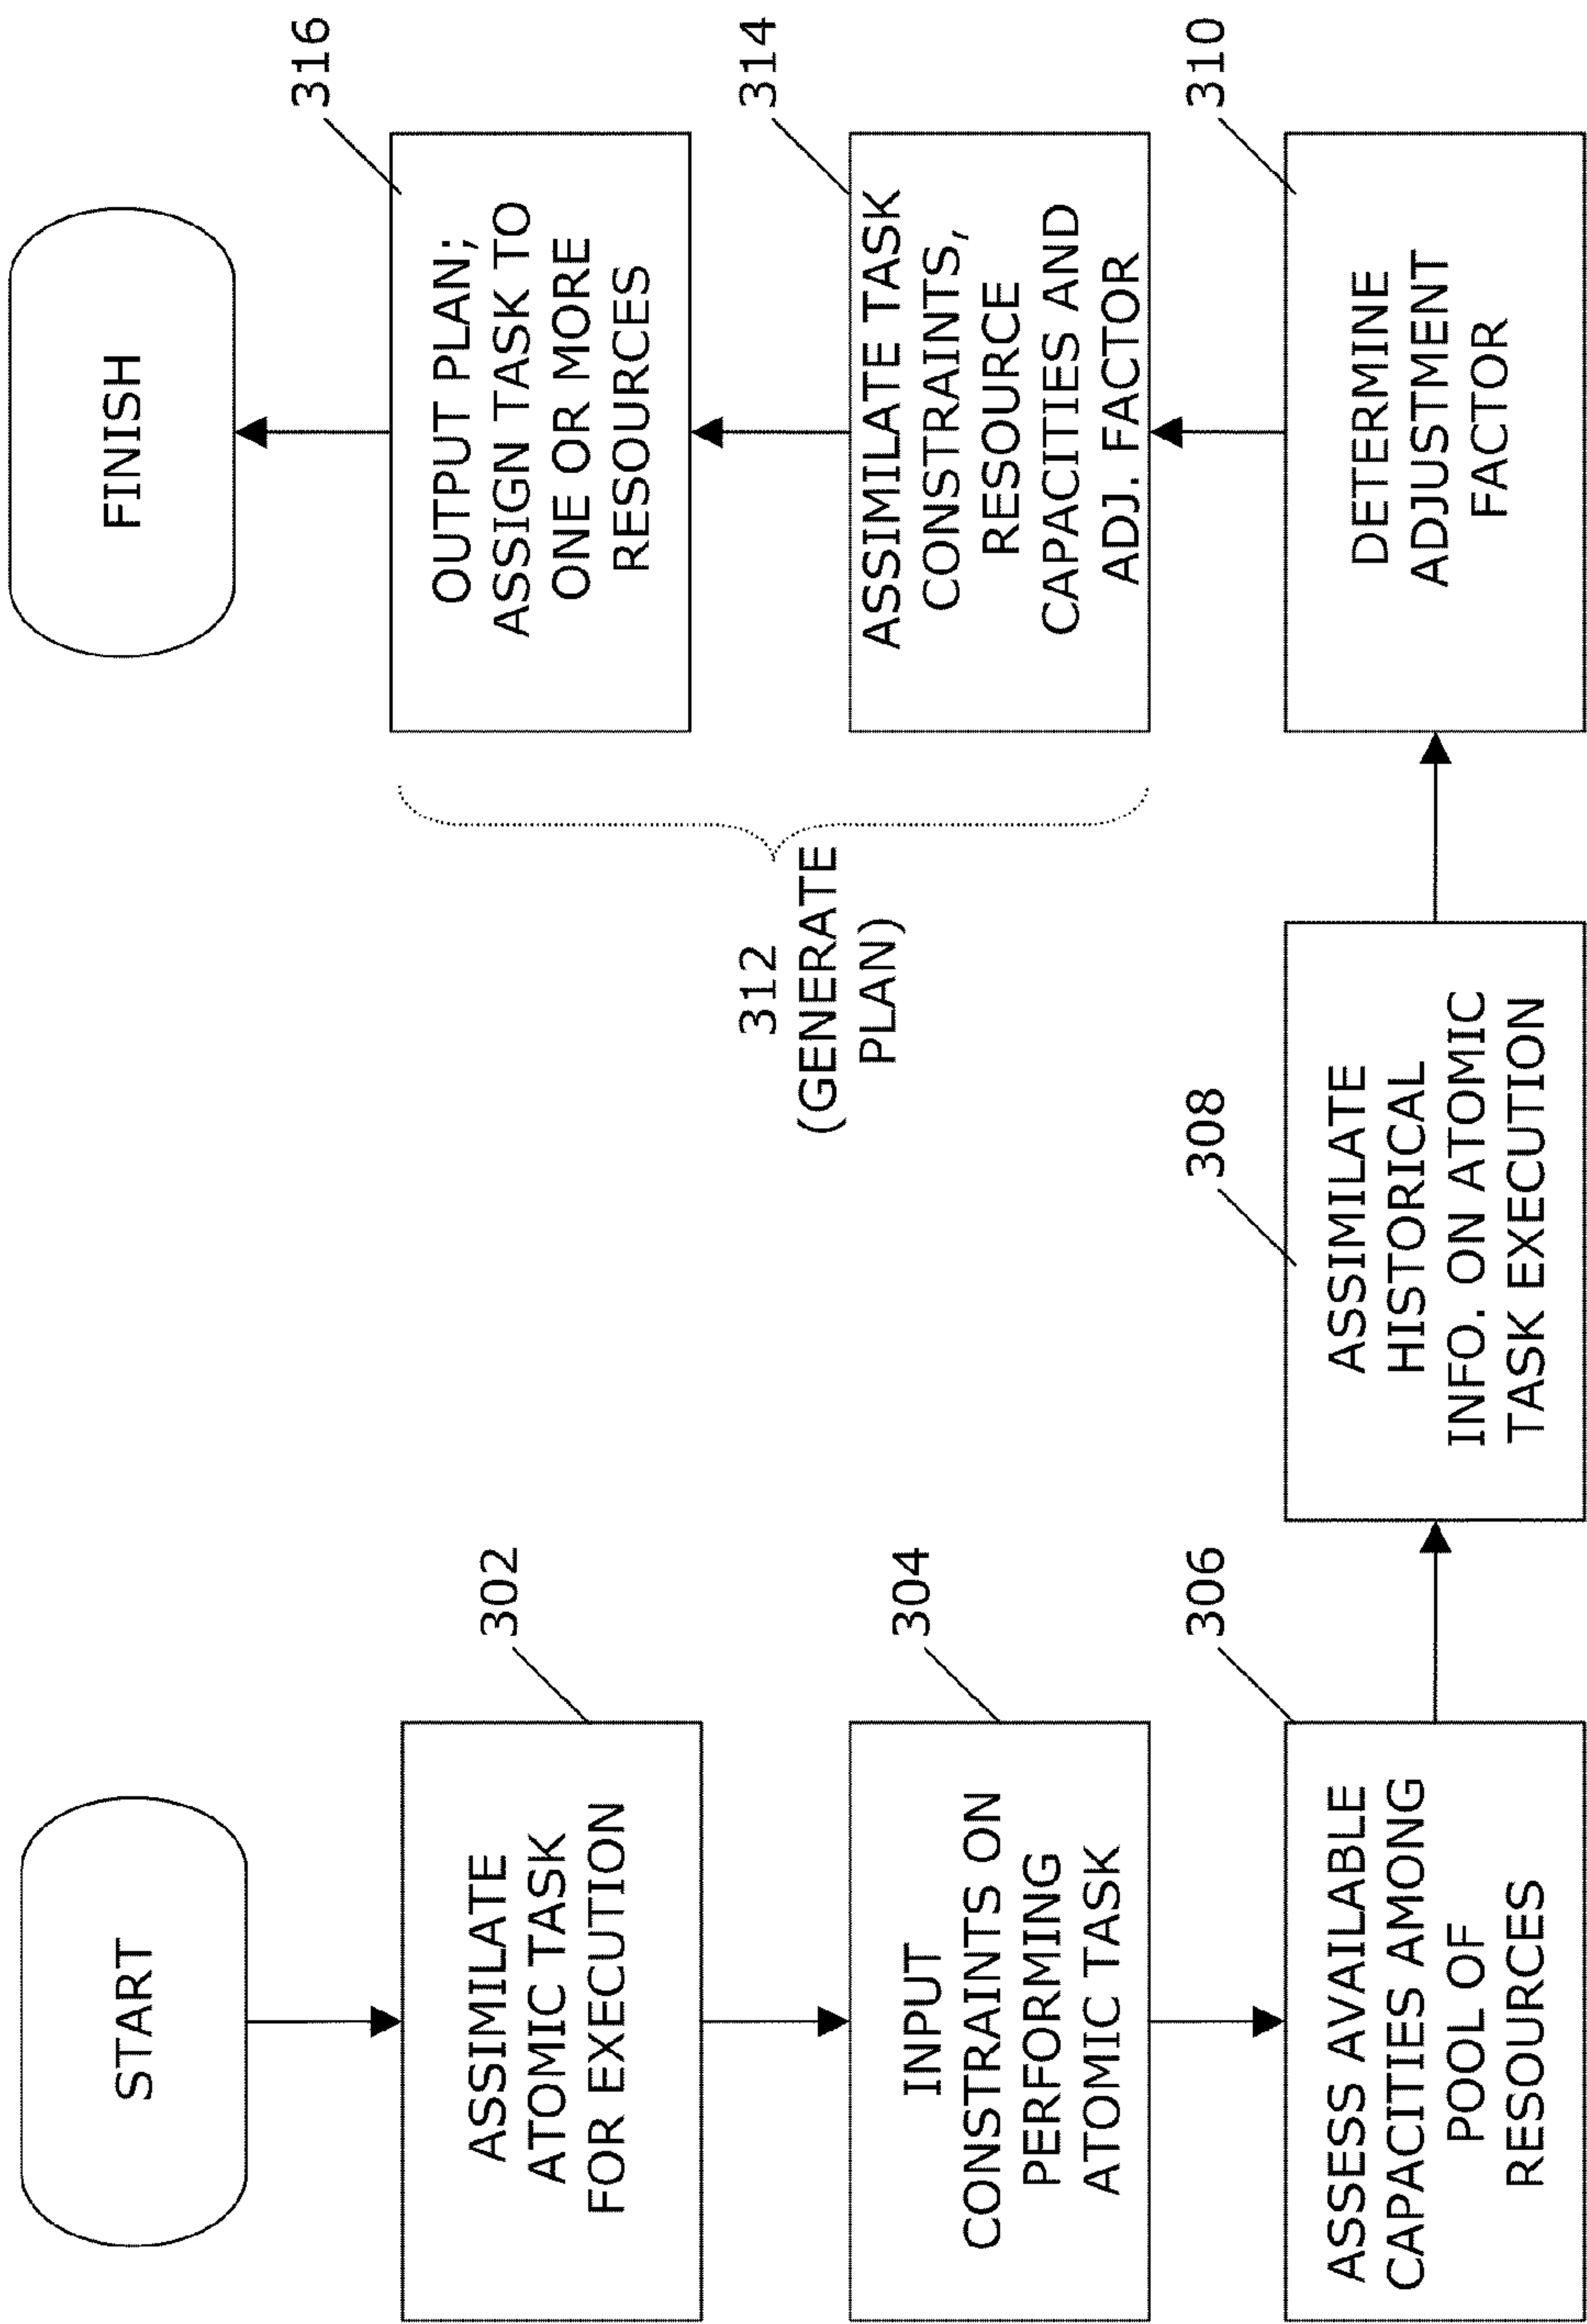 START
302
ASSIMILATE
ATOMIC TASK
FOR EXECUTION
304
INPUT
CONSTRAINTS ON
PERFORMING
ATOMIC TASK
306
ASSESS AVAILABLE
CAPACITIES AMONG
POOL OF
RESOURCES
308
ASSIMILATE
HISTORICAL
INFO. ON ATOMIC
TASK EXECUTION
310
DETERMINE
ADJUSTMENT
FACTOR
312
(GENERATE
PLAN)
314
ASSIMILATE TASK
CONSTRAINTS,
RESOURCE
CAPACITIES AND
ADJ. FACTOR
316
OUTPUT PLAN;
ASSIGN TASK TO
ONE OR MORE
RESOURCES
FINISH